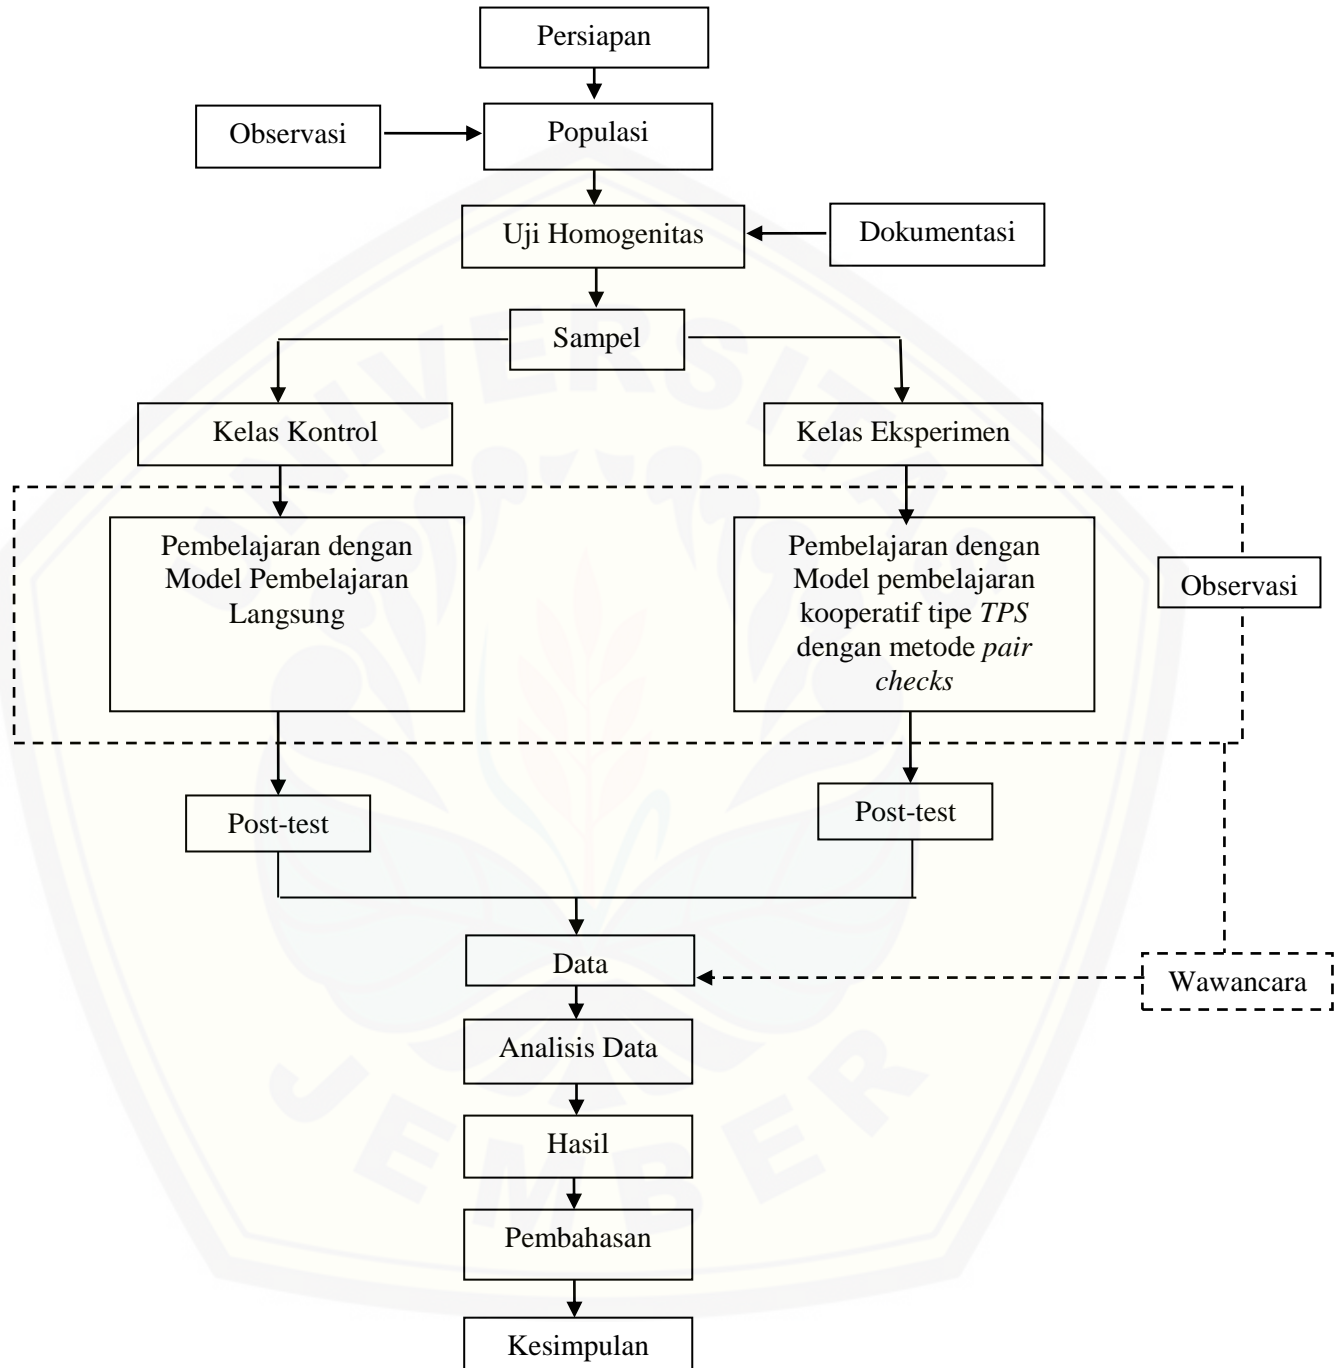 Persiapan
Observasi
Populasi
Uji Homogenitas
Dokumentasi
Sampel
Kelas Kontrol
Kelas Eksperimen
Pembelajaran dengan
Model Pembelajaran
Langsung
Pembelajaran dengan
Model pembelajaran
kooperatif tipe TPS
dengan metode pair
checks
Observasi
Post-test
Post-test
Data
Wawancara
Analisis Data
Hasil
Pembahasan
Kesimpulan
UNIVERSITAS
JEMBER